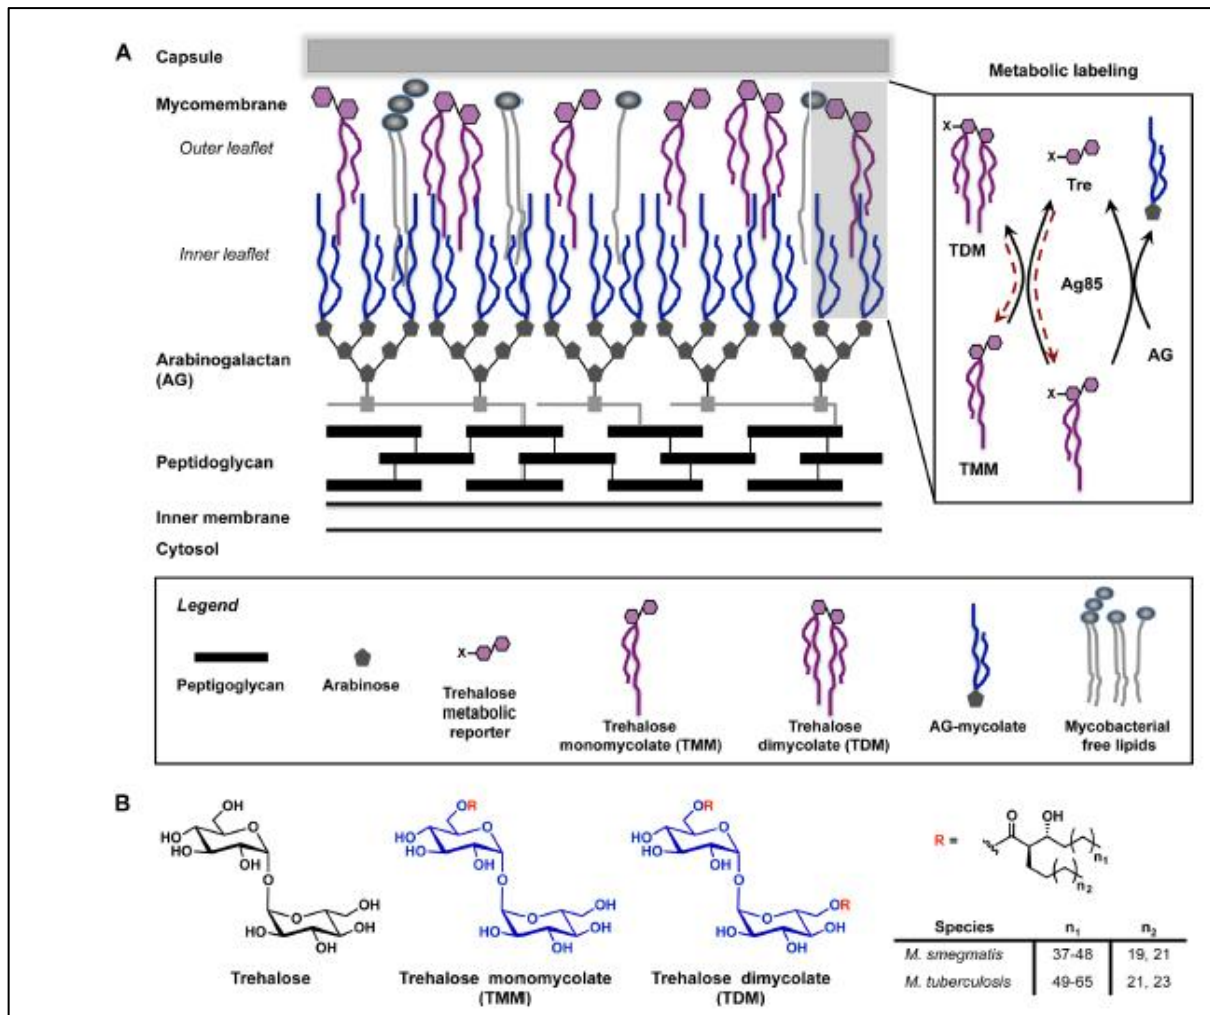 A
Capsule
Mycomembrane
Outer leaflet
Inner leaflet
Arabinogalactan
(AG)
Peptidoglycan
Inner membrane
Cytosol
Metabolic labeling
X
X
Tre
TDM
Ag85
AG
X
TMM
Legend
Peptigoglycan
Arabinose
X
Trehalose
metabolic
reporter
Trehalose
monomycolate (TMM)
Trehalose
dimycolate (TDM)
AG-mycolate
Mycobacterial
free lipids
B
OH
HO
HO
O
OH
O
O
OH
HO
HO
OH
Trehalose
OR
HO
HO
O
OH
O
O
OH
HO
HO
OH
Trehalose monomycolate
(TMM)
OR
HO
HO
O
OH
O
O
OR
HO
HO
OH
Trehalose dimycolate
(TDM)
R =
O
OH
n1
n2
Species n1 n2
M. smegmatis 37-48 19, 21
M. tuberculosis 49-65 21, 23